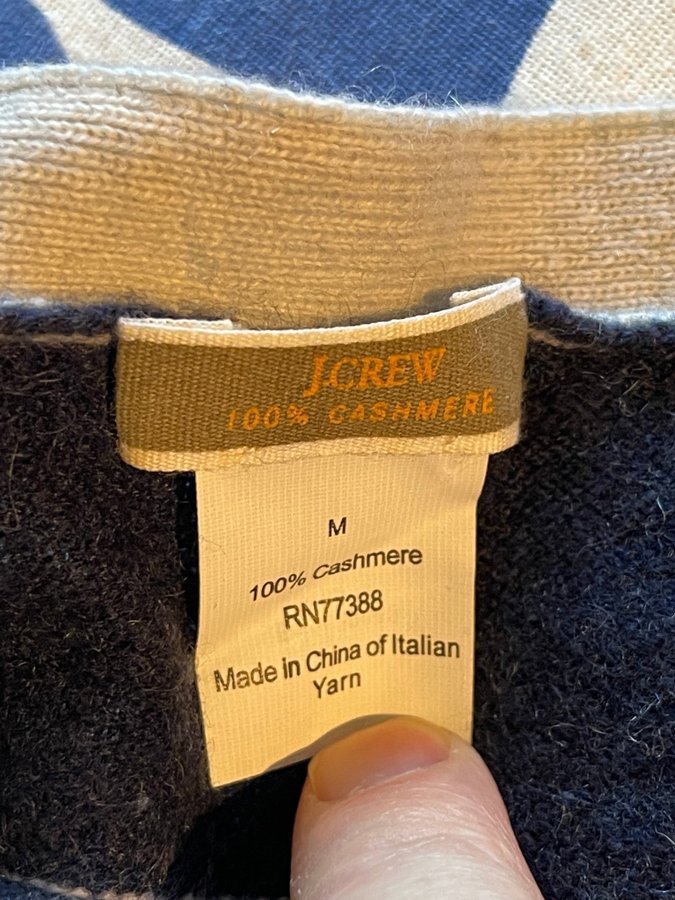 J.CREW
100% CASHMERE
M
100% Cashmere
RN77388
Made in China of Italian
Yarn